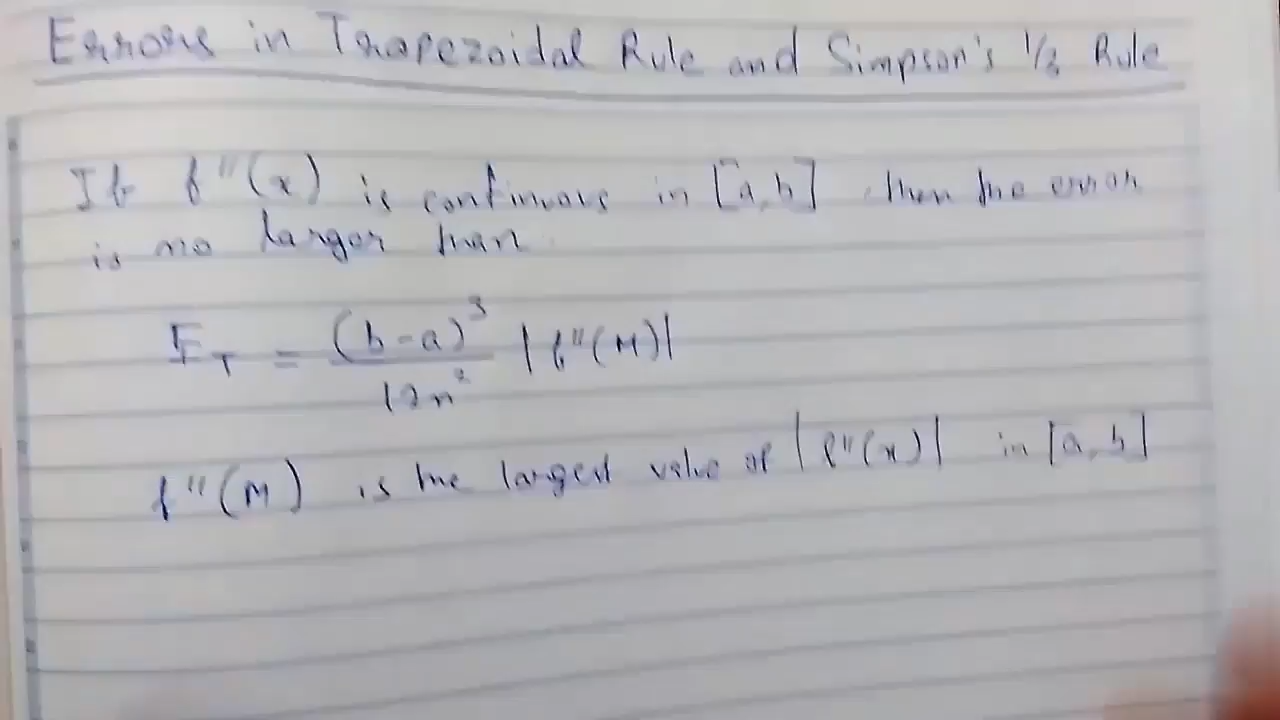 Errors in Trapezoidal Rule and Simpson's 1/3 Rule
If f''(x) is continuous in [a,b] then the error
is no larger than
E_T = (b-a)^3 / 12n^2 |f''(M)|
f''(M) is the largest value of |f''(x)| in [a,b]